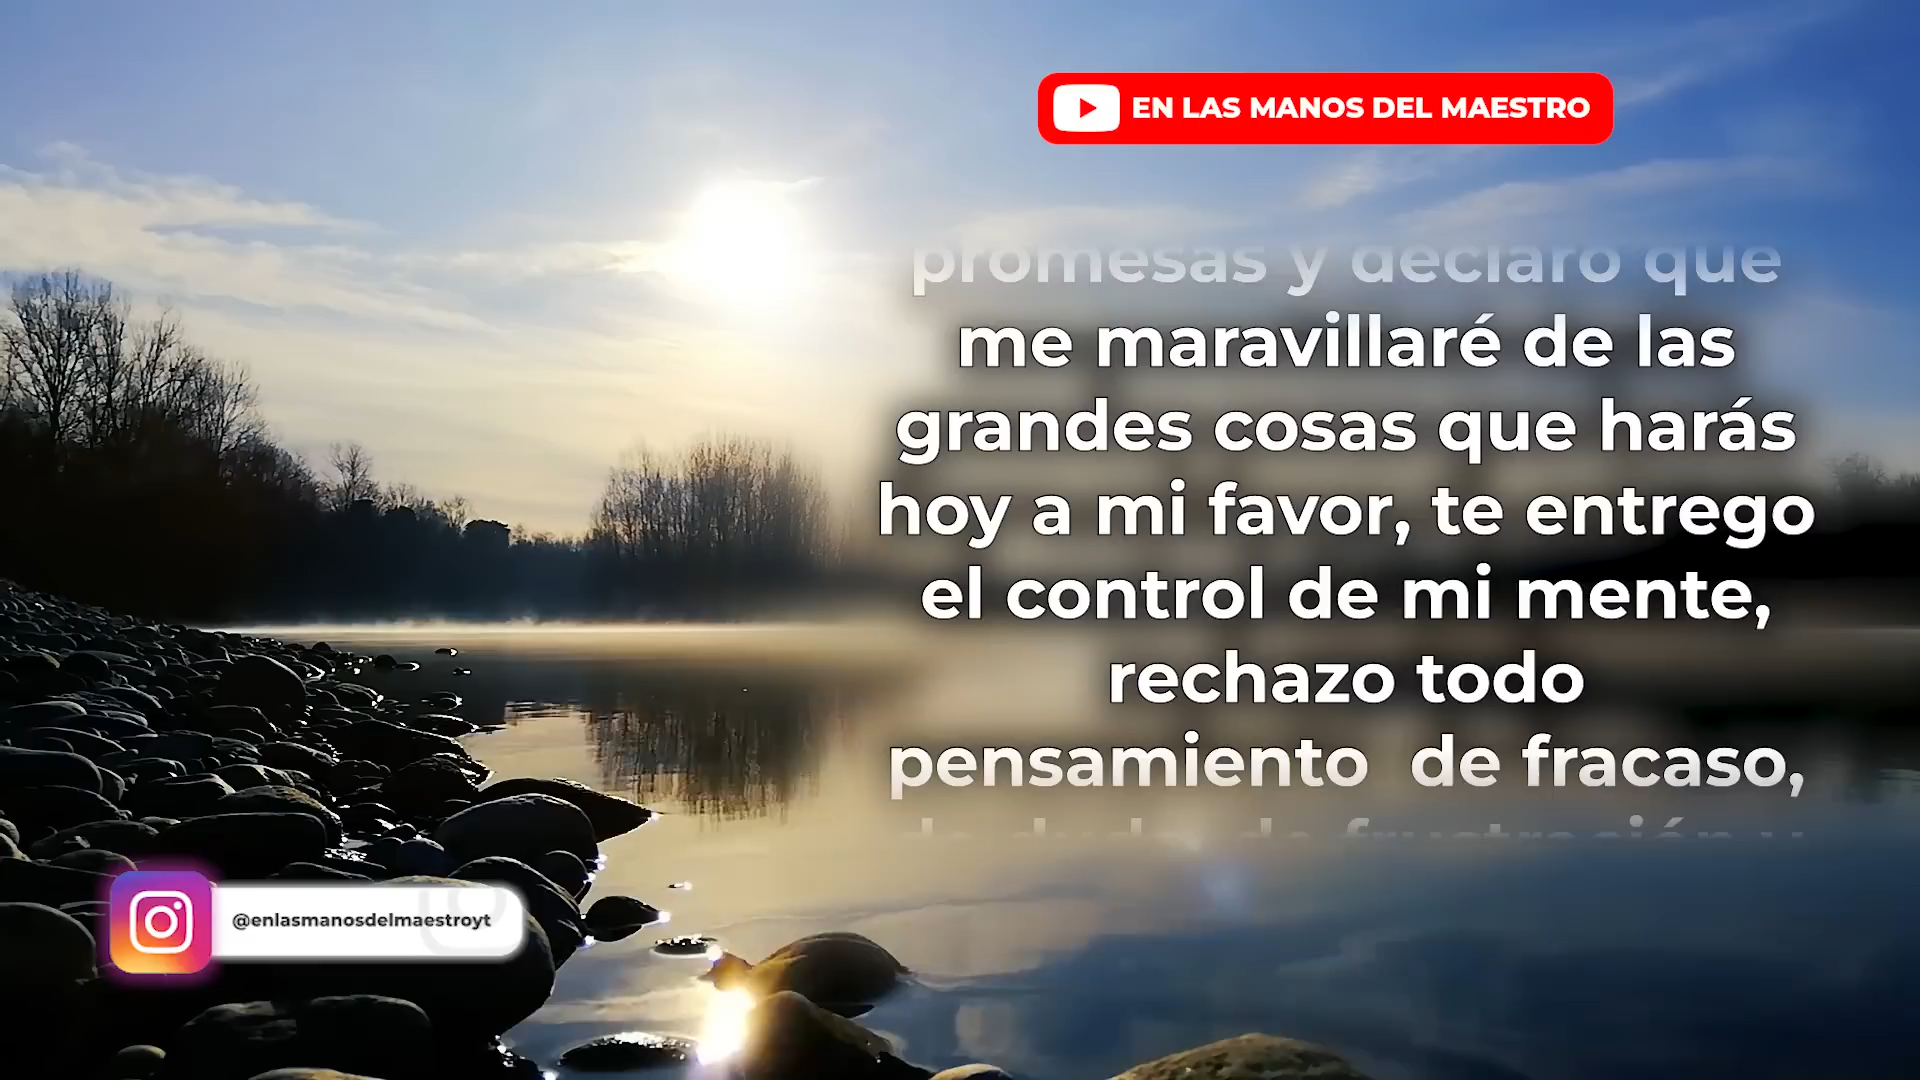 EN LAS MANOS DEL MAESTRO
promesas y declaro que
me maravillaré de las
grandes cosas que harás
hoy a mi favor, te entrego
el control de mi mente,
rechazo todo
pensamiento  de fracaso,
@enlasmanosdelmaestroyt